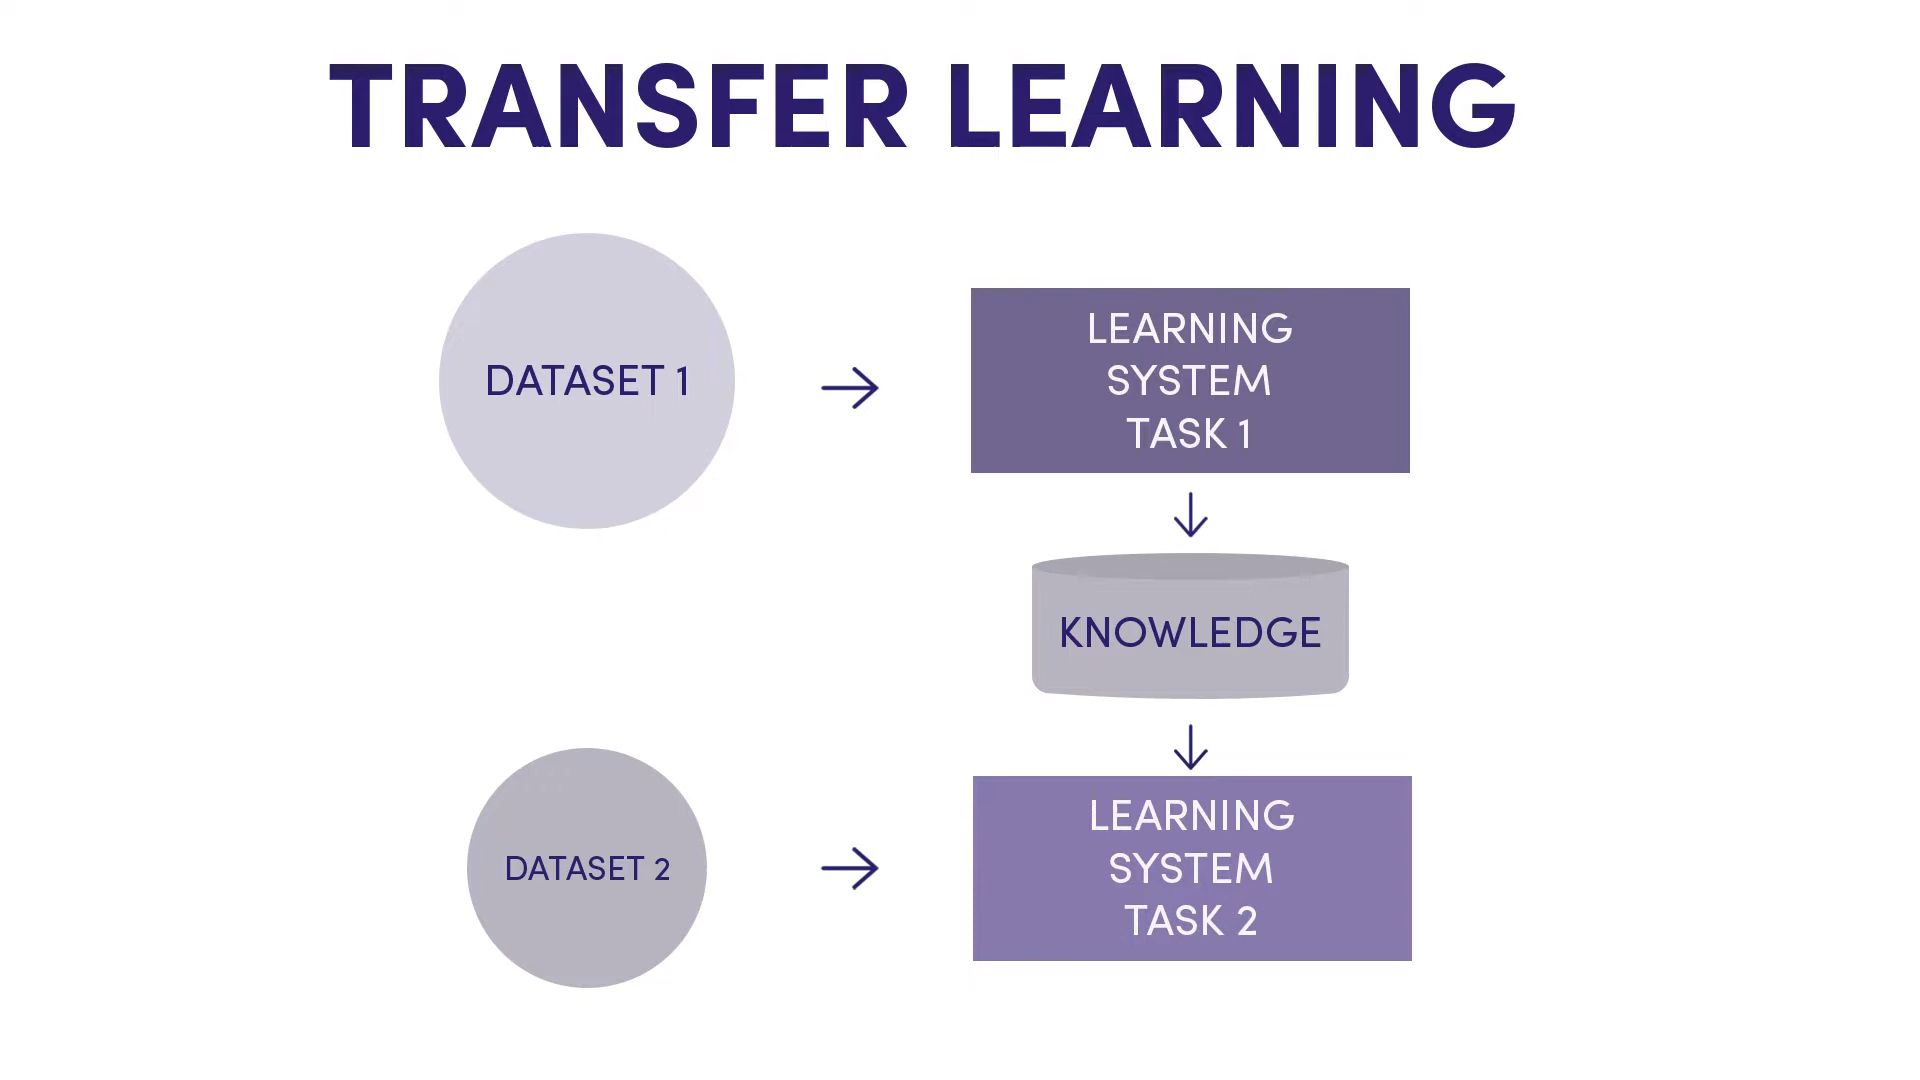 TRANSFER LEARNING
DATASET 1
LEARNING
SYSTEM
TASK 1
KNOWLEDGE
DATASET 2
LEARNING
SYSTEM
TASK 2